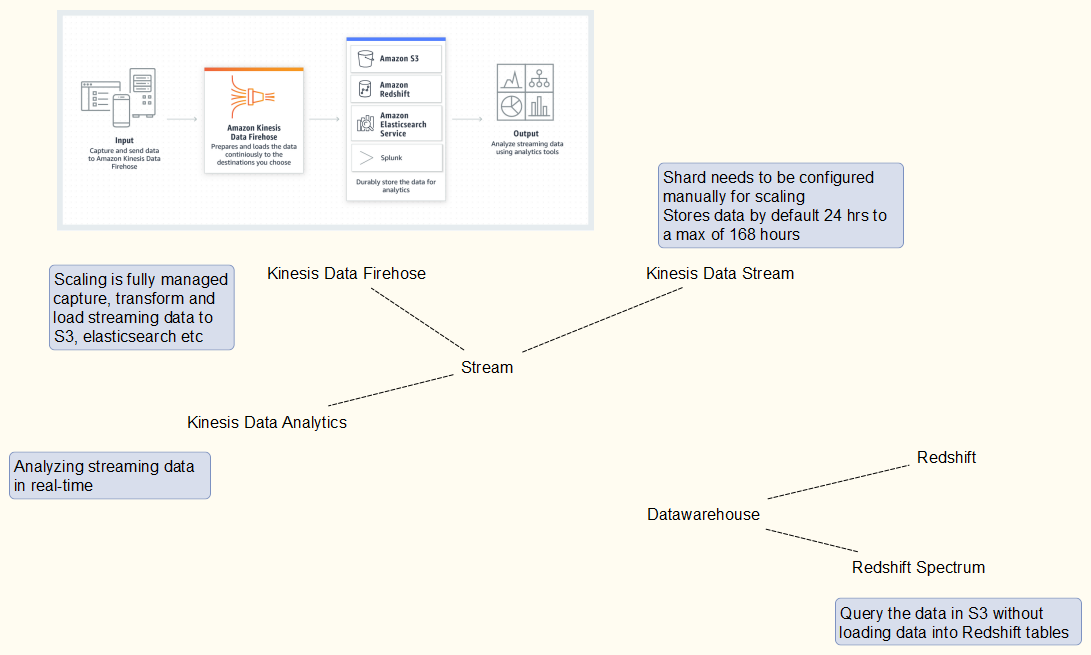 Input
Capture and send data
to Amazon Kinesis Data
Firehose
Amazon Kinesis
Data Firehose
Prepares and loads the data
continiously to the
destinations you choose
Amazon S3
Amazon
Redshift
Amazon
Elasticsearch
Service
Splunk
Durably store the data for
analytics
Output
Analyze streaming data
using analytics tools
Shard needs to be configured
manually for scaling
Stores data by default 24 hrs to
a max of 168 hours
Scaling is fully managed
capture, transform and
load streaming data to
S3, elasticsearch etc
Kinesis Data Firehose
Kinesis Data Stream
Stream
Kinesis Data Analytics
Analyzing streaming data
in real-time
Redshift
Datawarehouse
Redshift Spectrum
Query the data in S3 without
loading data into Redshift tables